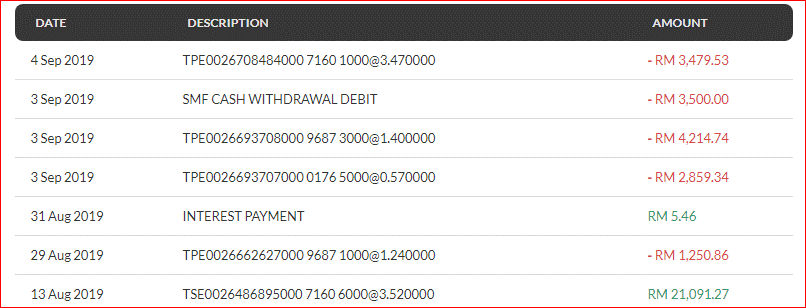 DATE DESCRIPTION AMOUNT
4 Sep 2019 TPE0026708484000 7160 1000@3.470000 - RM 3,479.53
3 Sep 2019 SMF CASH WITHDRAWAL DEBIT - RM 3,500.00
3 Sep 2019 TPE0026693708000 9687 3000@1.400000 - RM 4,214.74
3 Sep 2019 TPE0026693707000 0176 5000@0.570000 - RM 2,859.34
31 Aug 2019 INTEREST PAYMENT RM 5.46
29 Aug 2019 TPE0026662627000 9687 1000@1.240000 - RM 1,250.86
13 Aug 2019 TSE0026486895000 7160 6000@3.520000 RM 21,091.27